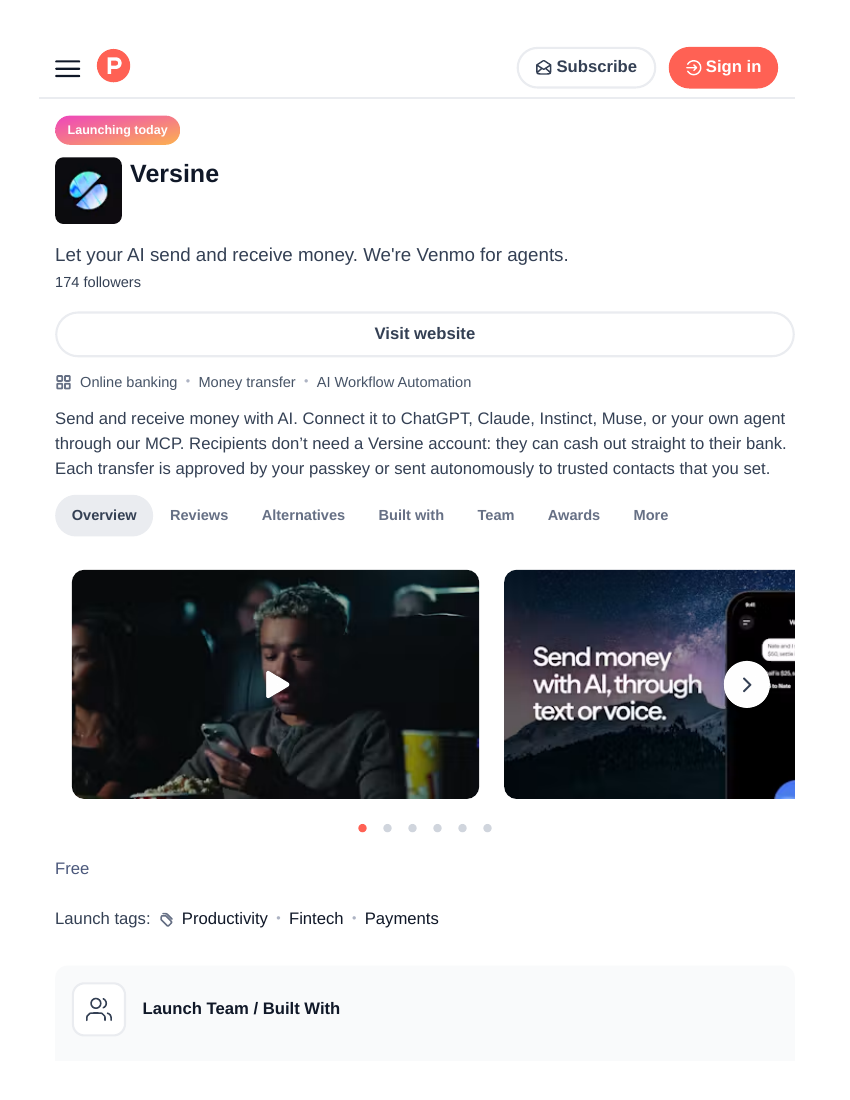 P
Subscribe
Sign in
Launching today
Versine
Let your AI send and receive money. We're Venmo for agents.
174 followers
Visit website
Online banking • Money transfer • AI Workflow Automation
Send and receive money with AI. Connect it to ChatGPT, Claude, Instinct, Muse, or your own agent
through our MCP. Recipients don’t need a Versine account: they can cash out straight to their bank.
Each transfer is approved by your passkey or sent autonomously to trusted contacts that you set.
Overview Reviews Alternatives Built with Team Awards More
Send money
with AI, through
text or voice.
9:41
Free
Launch tags: Productivity • Fintech • Payments
Launch Team / Built With